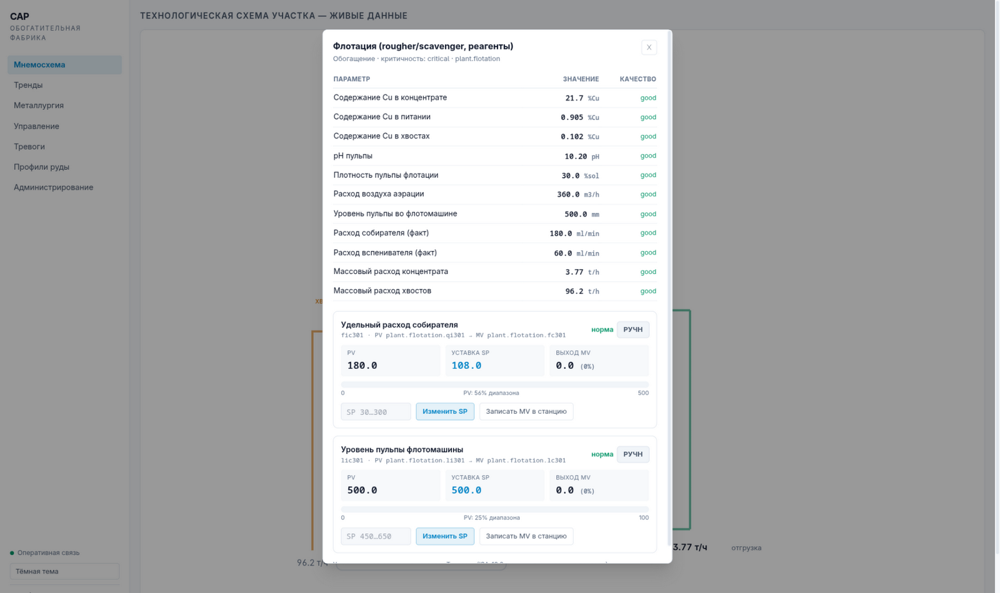 САР
ОБОГАТИТЕЛЬНАЯ
ФАБРИКА
Мнемосхема
Тренды
Металлургия
Управление
Тревоги
Профили руды
Администрирование
Оперативная связь
Тёмная тема
ТЕХНОЛОГИЧЕСКАЯ СХЕМА УЧАСТКА — ЖИВЫЕ ДАННЫЕ
Флотация (rougher/scavenger, реагенты)
X
Обогащение · критичность: critical · plant.flotation
ПАРАМЕТР ЗНАЧЕНИЕ КАЧЕСТВО
Содержание Cu в концентрате 21.7 %Cu good
Содержание Cu в питании 0.905 %Cu good
Содержание Cu в хвостах 0.102 %Cu good
pH пульпы 10.20 pH good
Плотность пульпы флотации 30.0 %sol good
Расход воздуха аэрации 360.0 m3/h good
Уровень пульпы во флотомашине 500.0 mm good
Расход собирателя (факт) 180.0 ml/min good
Расход вспенивателя (факт) 60.0 ml/min good
Массовый расход концентрата 3.77 t/h good
Массовый расход хвостов 96.2 t/h good
Удельный расход собирателя
fic301 · PV plant.flotation.qi301 → MV plant.flotation.fc301
норма РУЧН
PV УСТАВКА SP ВЫХОД MV
180.0 108.0 0.0 (0%)
0 PV: 56% диапазона 500
SP 30…300 Изменить SP Записать MV в станцию
Уровень пульпы флотомашины
lic301 · PV plant.flotation.li301 → MV plant.flotation.lc301
норма РУЧН
PV УСТАВКА SP ВЫХОД MV
500.0 500.0 0.0 (0%)
0 PV: 25% диапазона 100
SP 450…650 Изменить SP Записать MV в станцию
3.77 т/ч отгрузка
96.2 т/ч